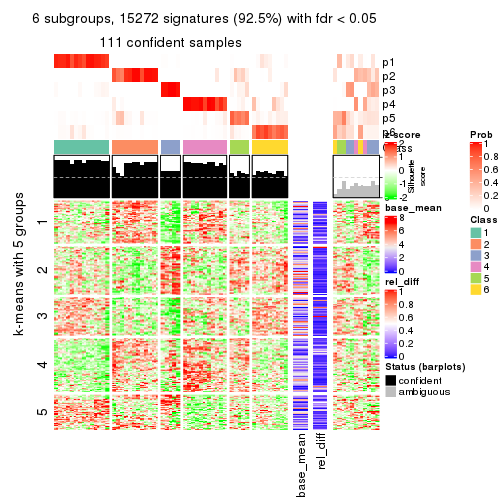 6 subgroups, 15272 signatures (92.5%) with fdr < 0.05
111 confident samples
p1
p2
p3
p4
p5
p6
Class
z-score
2
1
0
-1
-2
Silhouette
score
Prob
1
0.8
0.6
0.4
0.2
0
base_mean
8
6
4
2
0
Class
1
2
3
4
5
6
rel_diff
1
0.8
0.6
0.4
0.2
0
Status (barplots)
confident
ambiguous
k-means with 5 groups
1
2
3
4
5
base_mean
rel_diff